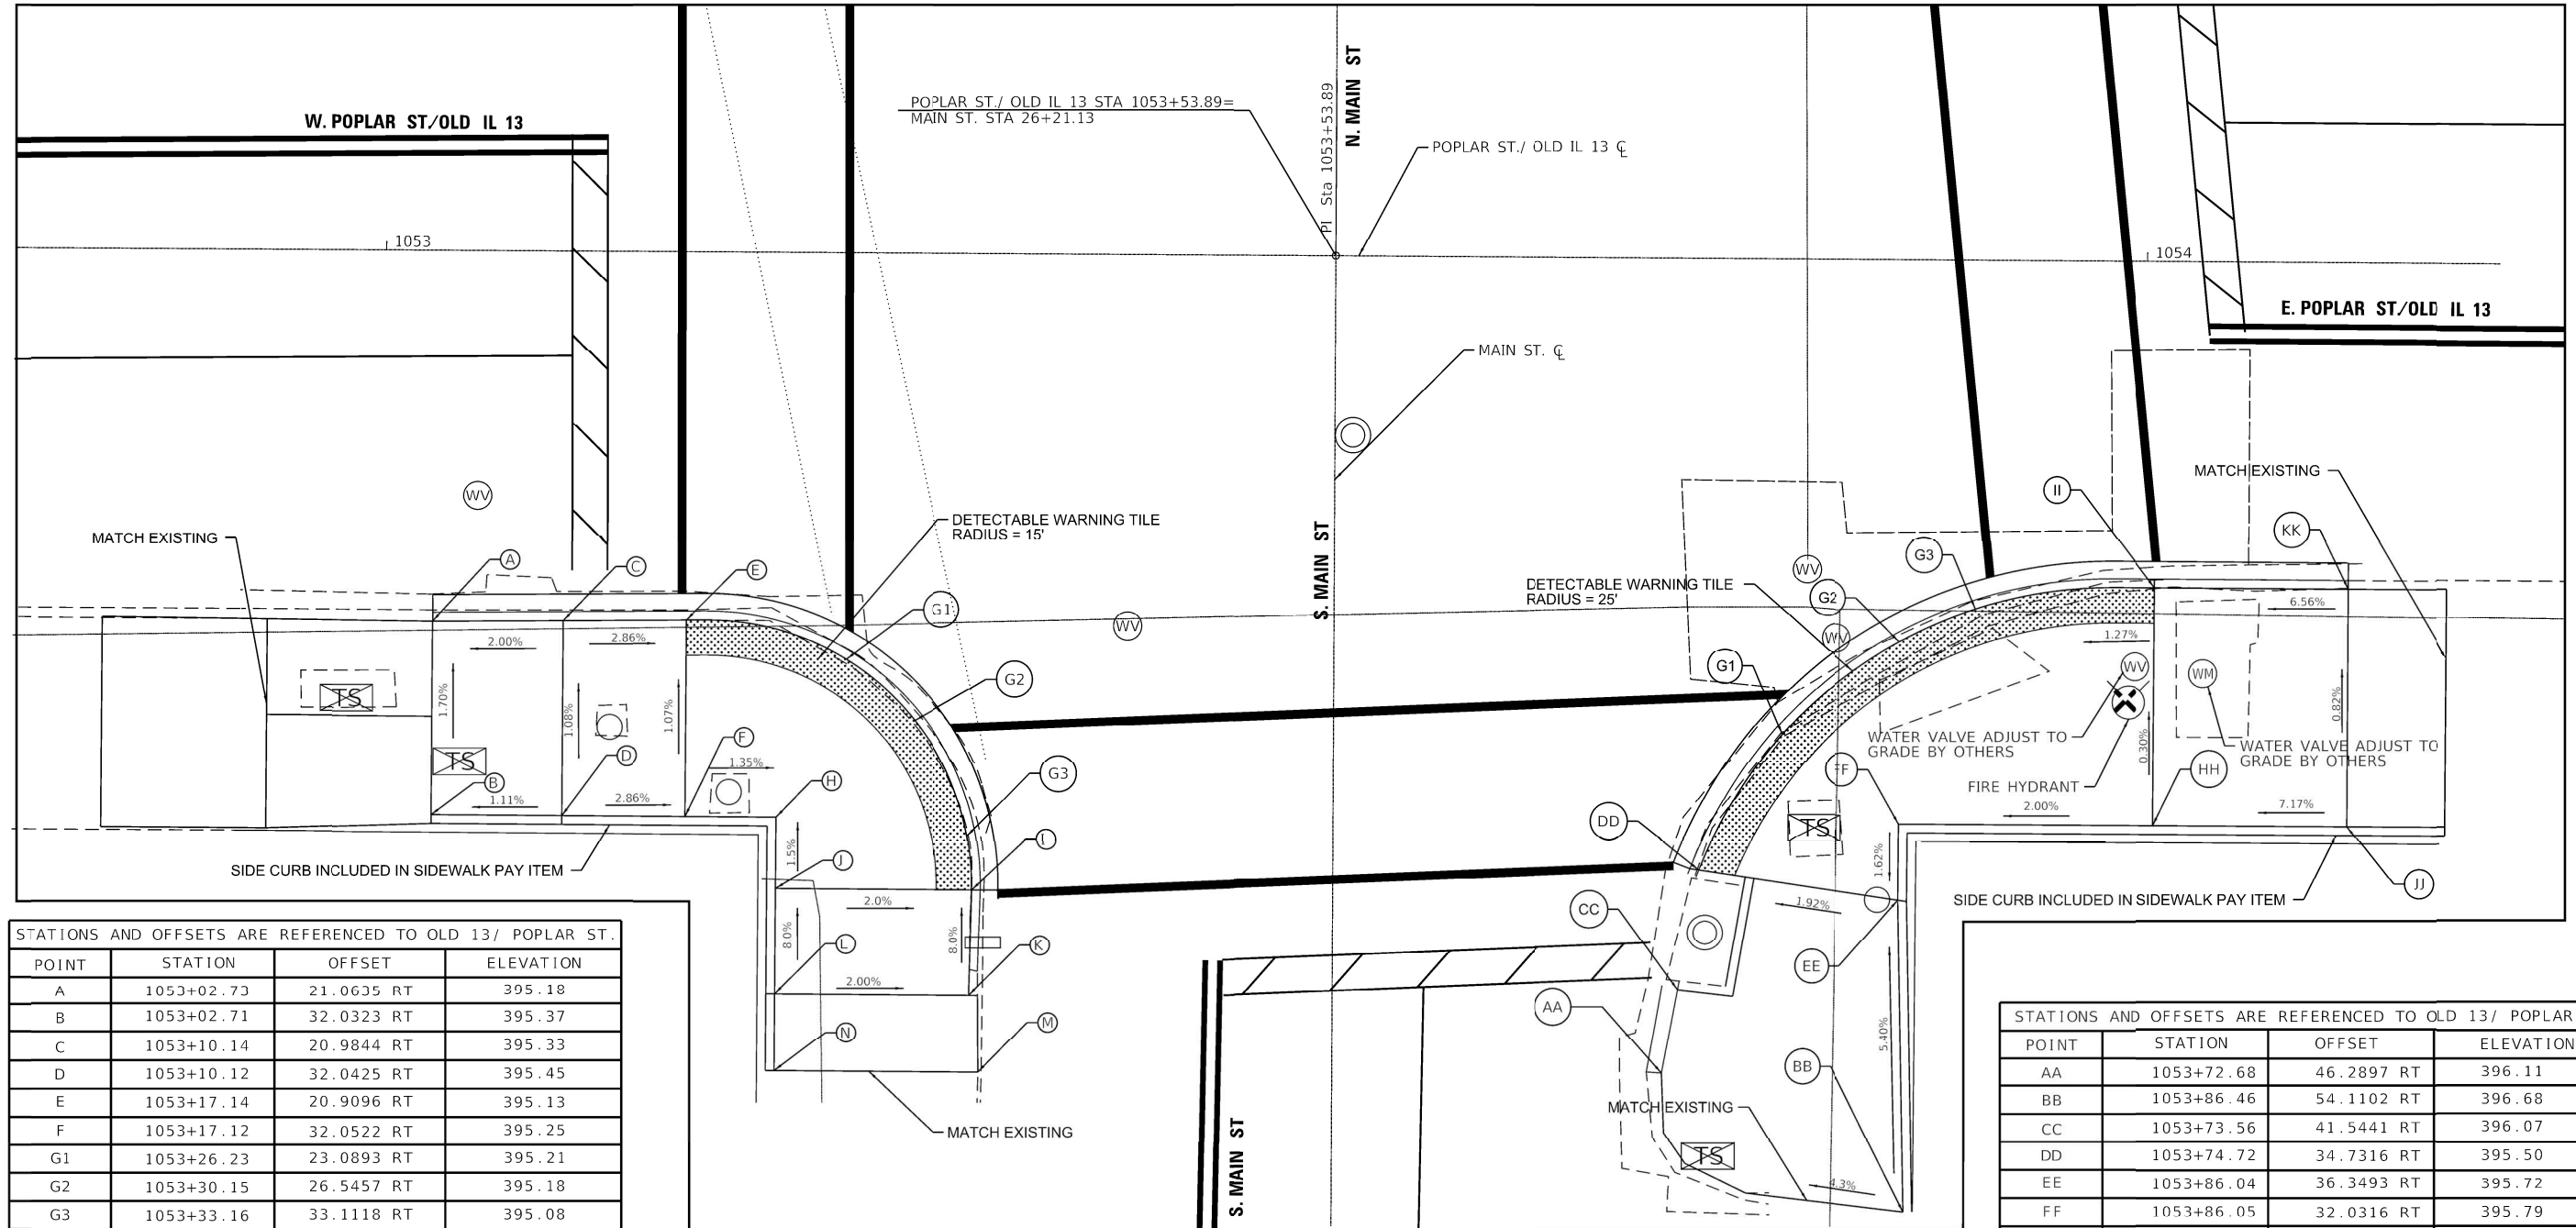 W. POPLAR ST./OLD IL 13
POPLAR ST./ OLD IL 13 STA 1053+53.89=
MAIN ST. STA 26+21.13
PI Sta 1053+53.89
N. MAIN ST
POPLAR ST./ OLD IL 13 ℄
1053
1054
E. POPLAR ST./OLD IL 13
MAIN ST. ℄
MATCH EXISTING
WV
A
C
E
DETECTABLE WARNING TILE
RADIUS = 15'
G1
WV
G2
G3
S. MAIN ST
2.00%
2.86%
1.70%
1.08%
1.07%
TS
TS
B
D
F
1.35%
H
1.11%
2.86%
1.5%
J
I
SIDE CURB INCLUDED IN SIDEWALK PAY ITEM
2.0%
8.0%
8.0%
L
K
2.00%
N
M
MATCH EXISTING
MATCH EXISTING
II
KK
G3
WV
DETECTABLE WARNING TILE
RADIUS = 25'
G2
WV
G1
6.56%
1.27%
WV
WM
0.82%
0.30%
WATER VALVE ADJUST TO
GRADE BY OTHERS
WATER VALVE ADJUST TO
GRADE BY OTHERS
FF
HH
FIRE HYDRANT
2.00%
7.17%
DD
TS
1.62%
JJ
SIDE CURB INCLUDED IN SIDEWALK PAY ITEM
CC
1.92%
EE
AA
5.40%
BB
MATCH EXISTING
TS
4.3%
S. MAIN ST
STATIONS AND OFFSETS ARE REFERENCED TO OLD 13/ POPLAR ST.
POINT STATION OFFSET ELEVATION
A 1053+02.73 21.0635 RT 395.18
B 1053+02.71 32.0323 RT 395.37
C 1053+10.14 20.9844 RT 395.33
D 1053+10.12 32.0425 RT 395.45
E 1053+17.14 20.9096 RT 395.13
F 1053+17.12 32.0522 RT 395.25
G1 1053+26.23 23.0893 RT 395.21
G2 1053+30.15 26.5457 RT 395.18
G3 1053+33.16 33.1118 RT 395.08
STATIONS AND OFFSETS ARE REFERENCED TO OLD 13/ POPLAR
POINT STATION OFFSET ELEVATION
AA 1053+72.68 46.2897 RT 396.11
BB 1053+86.46 54.1102 RT 396.68
CC 1053+73.56 41.5441 RT 396.07
DD 1053+74.72 34.7316 RT 395.50
EE 1053+86.04 36.3493 RT 395.72
FF 1053+86.05 32.0316 RT 395.79